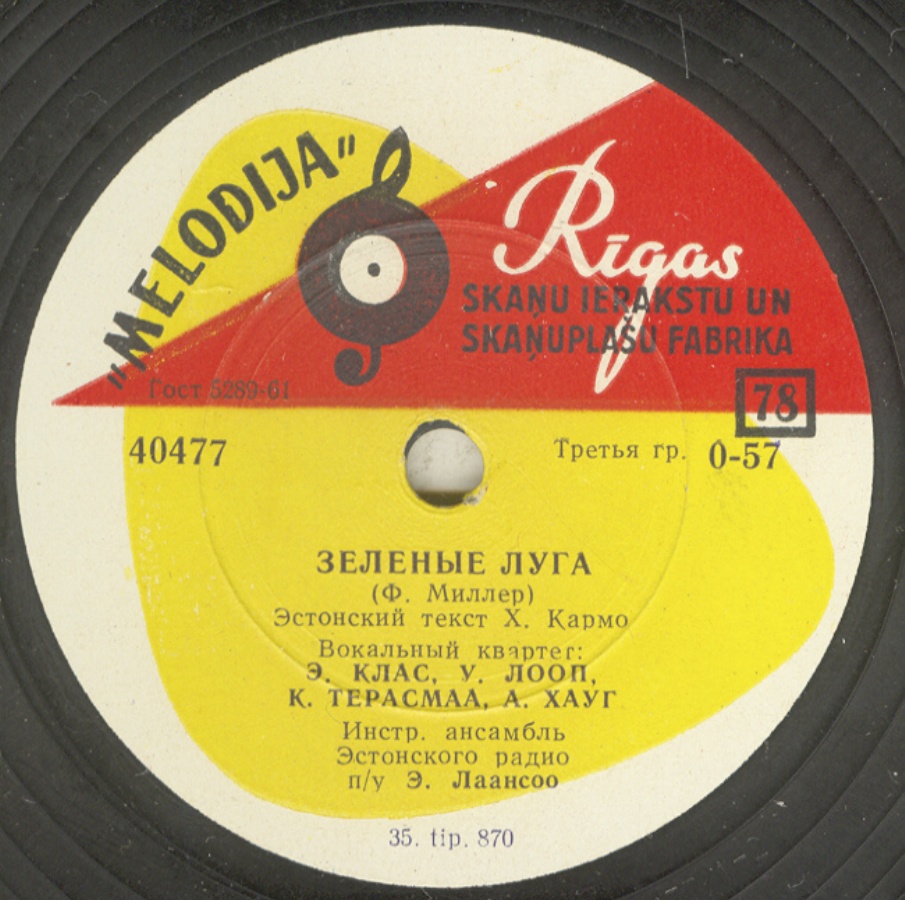 „MELODIJA"
Rīgas
SKAŅU IERAKSTU UN
SKAŅUPLAŠU FABRIKA
Гост 5289-61
78
40477
Третья гр. 0-57
ЗЕЛЕНЫЕ ЛУГА
(Ф. Миллер)
Эстонский текст Х. Кармо
Вокальный квартет:
Э. КЛАС, У. ЛООП,
К. ТЕРАСМАА, А. ХАУГ
Инстр. ансамбль
Эстонского радио
п/у Э. Лаансоо
35. tip. 870